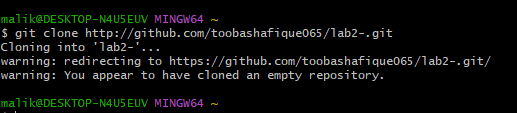 malik@DESKTOP-N4U5EUV MINGW64 ~
$ git clone http://github.com/toobashafique065/lab2-.git
Cloning into 'lab2-'...
warning: redirecting to https://github.com/toobashafique065/lab2-.git/
warning: You appear to have cloned an empty repository.
malik@DESKTOP-N4U5EUV MINGW64 ~